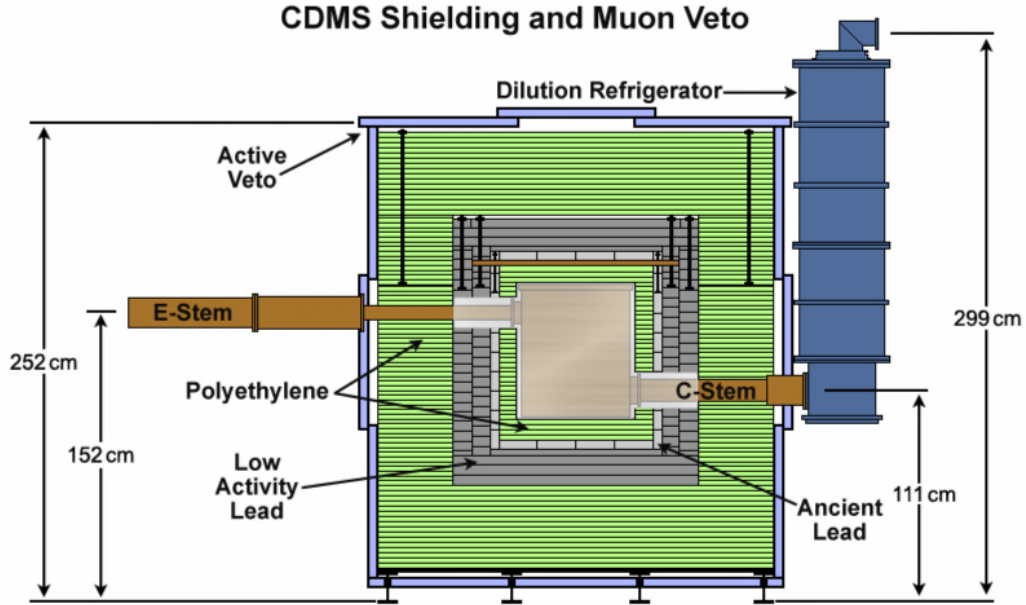 CDMS Shielding and Muon Veto
Dilution Refrigerator
Active
Veto
E-Stem
299 cm
252 cm
Polyethylene
C-Stem
152 cm
Low
Activity
Lead
111 cm
Ancient
Lead